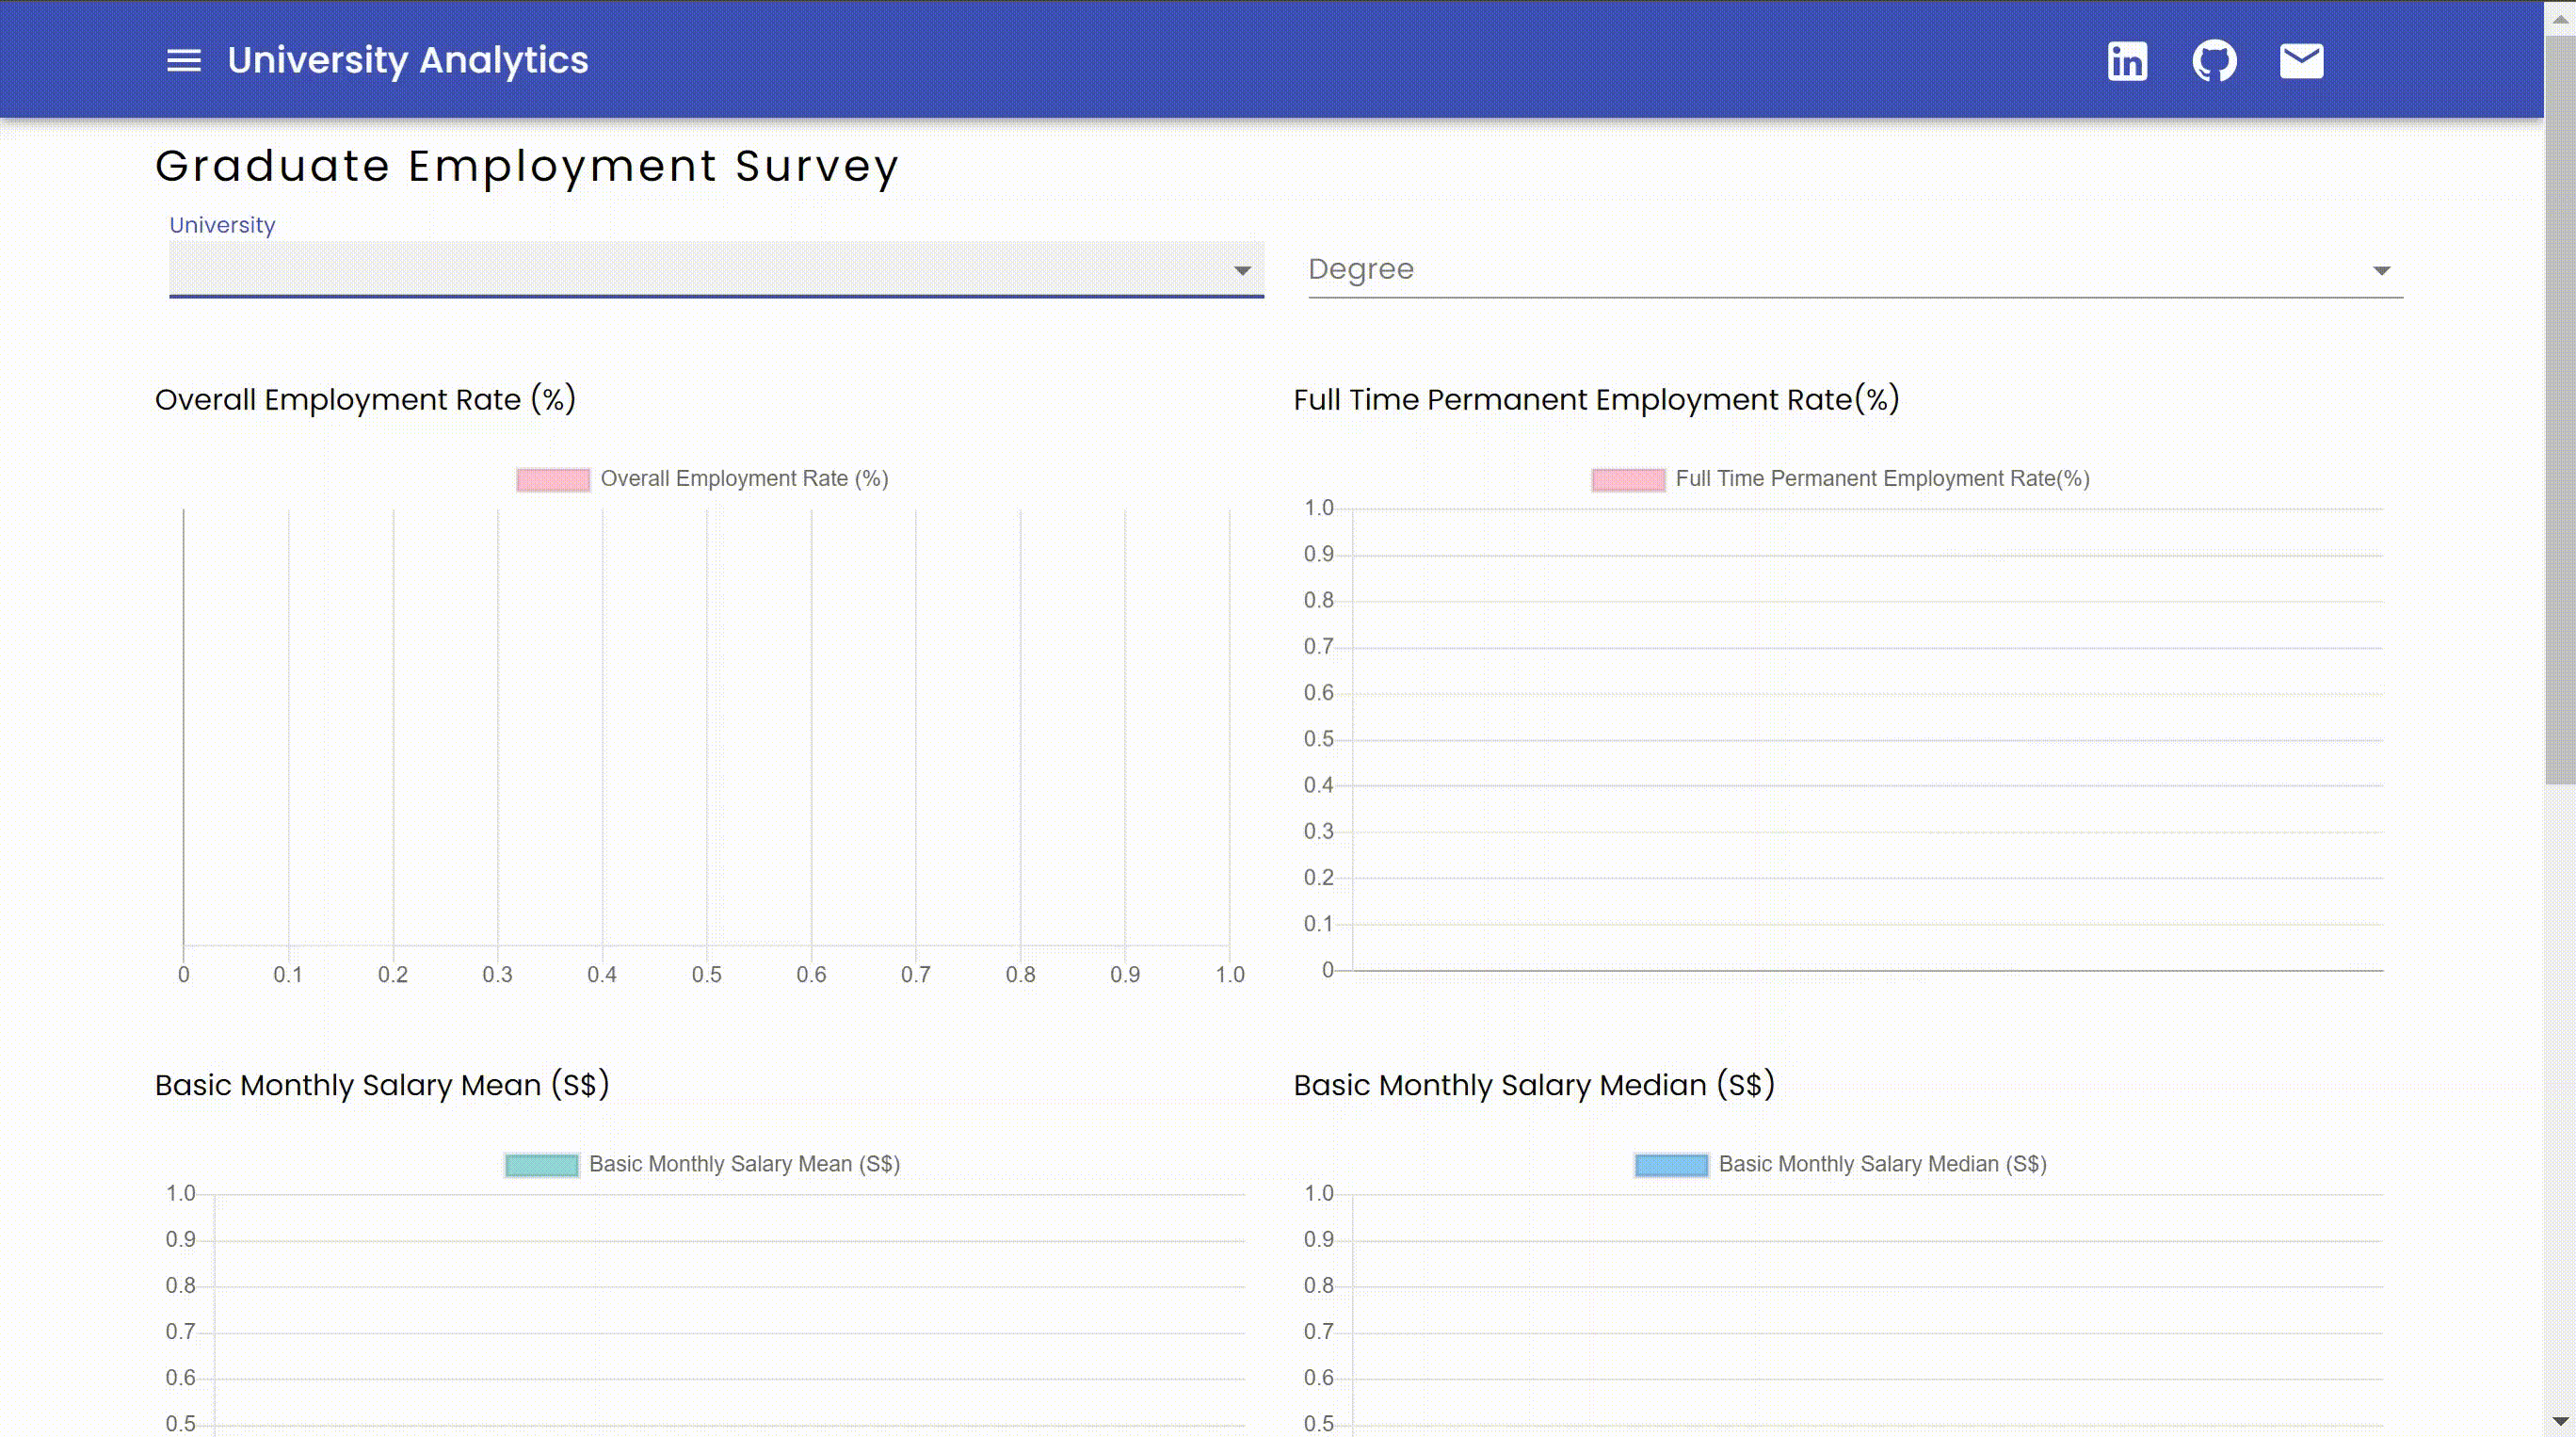 University Analytics
Graduate Employment Survey
University
Degree
Overall Employment Rate (%)
Overall Employment Rate (%)
0 0.1 0.2 0.3 0.4 0.5 0.6 0.7 0.8 0.9 1.0
Full Time Permanent Employment Rate(%)
Full Time Permanent Employment Rate(%)
1.0
0.9
0.8
0.7
0.6
0.5
0.4
0.3
0.2
0.1
0
Basic Monthly Salary Mean (S$)
Basic Monthly Salary Mean (S$)
1.0
0.9
0.8
0.7
0.6
0.5
Basic Monthly Salary Median (S$)
Basic Monthly Salary Median (S$)
1.0
0.9
0.8
0.7
0.6
0.5